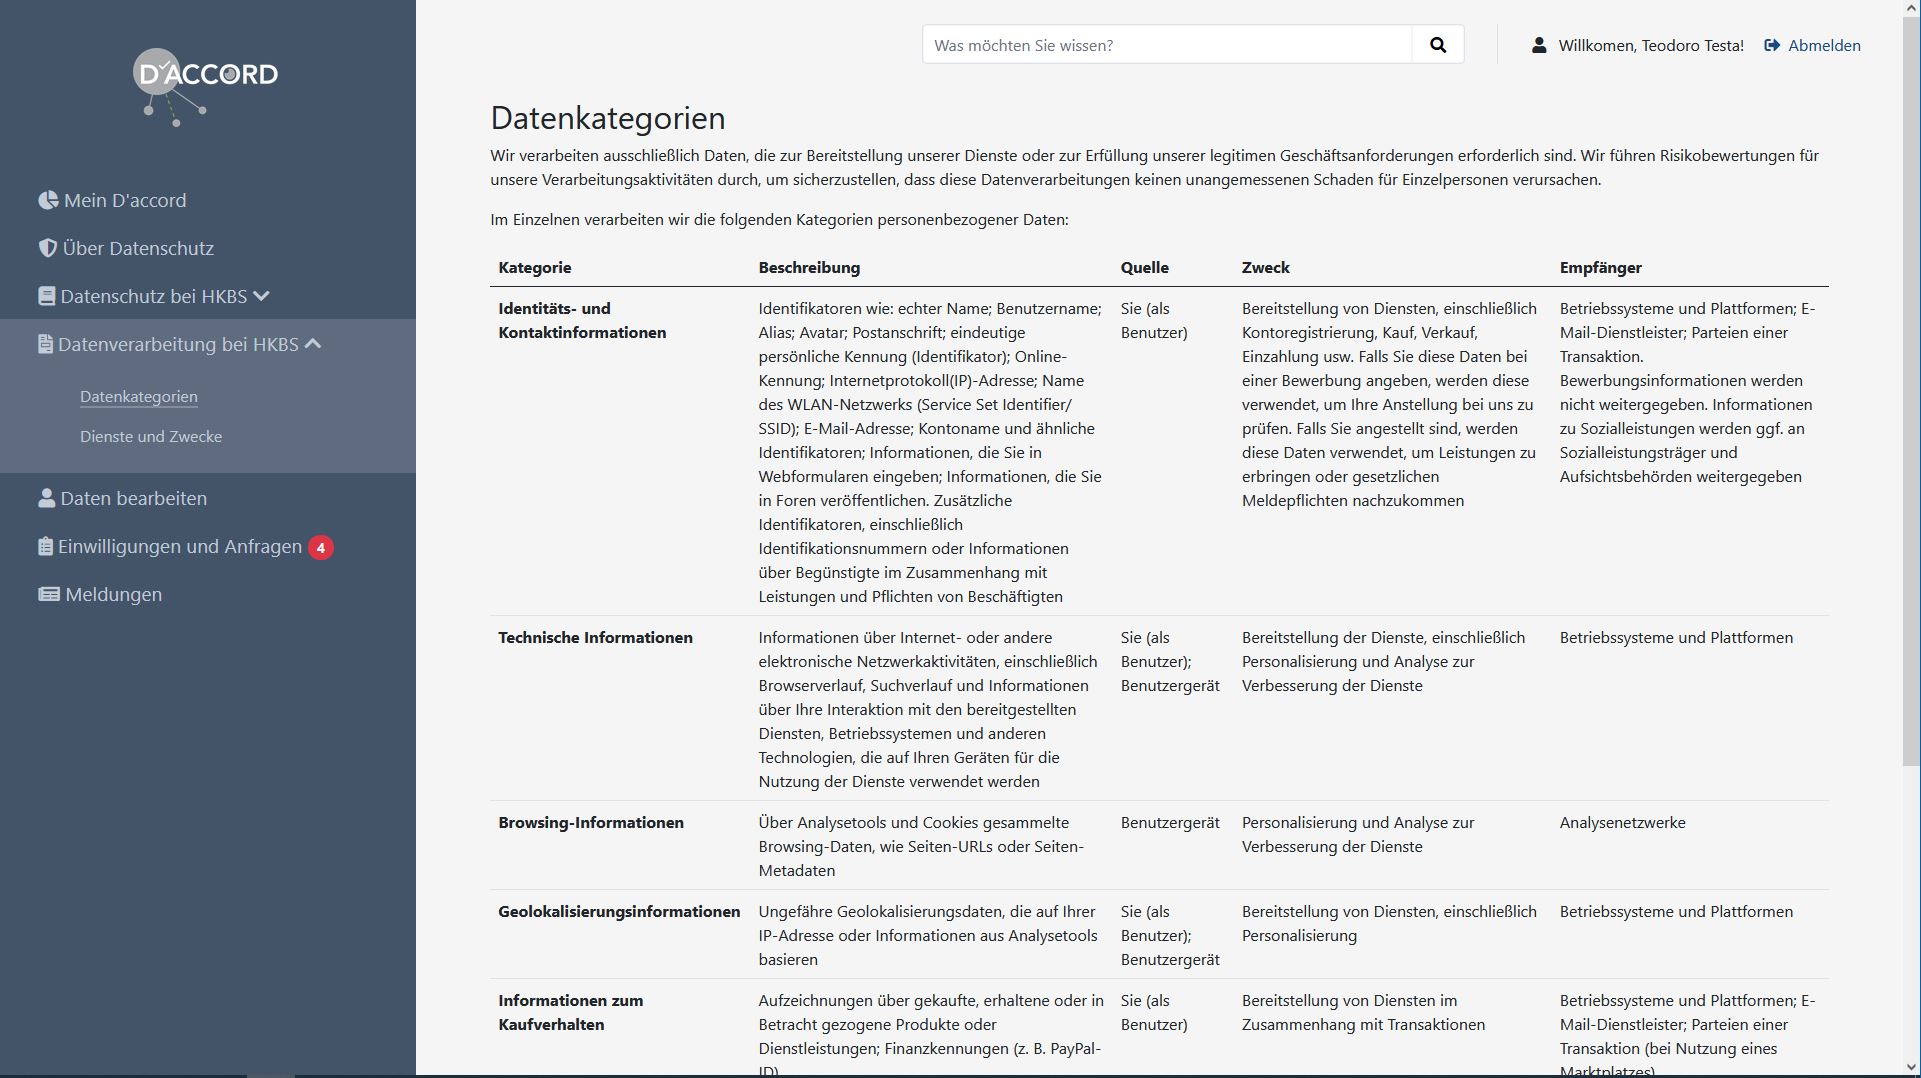 D'ACCORD
Was möchten Sie wissen?
Willkomen, Teodoro Testa!
Abmelden
Mein D'accord
Über Datenschutz
Datenschutz bei HKBS
Datenverarbeitung bei HKBS
Datenkategorien
Dienste und Zwecke
Daten bearbeiten
Einwilligungen und Anfragen 4
Meldungen
Datenkategorien
Wir verarbeiten ausschließlich Daten, die zur Bereitstellung unserer Dienste oder zur Erfüllung unserer legitimen Geschäftsanforderungen erforderlich sind. Wir führen Risikobewertungen für
unsere Verarbeitungsaktivitäten durch, um sicherzustellen, dass diese Datenverarbeitungen keinen unangemessenen Schaden für Einzelpersonen verursachen.
Im Einzelnen verarbeiten wir die folgenden Kategorien personenbezogener Daten:
Kategorie
Beschreibung
Quelle
Zweck
Empfänger
Identitäts- und
Kontaktinformationen
Identifikatoren wie: echter Name; Benutzername;
Alias; Avatar; Postanschrift; eindeutige
persönliche Kennung (Identifikator); Online-
Kennung; Internetprotokoll(IP)-Adresse; Name
des WLAN-Netzwerks (Service Set Identifier/
SSID); E-Mail-Adresse; Kontoname und ähnliche
Identifikatoren; Informationen, die Sie in
Webformularen eingeben; Informationen, die Sie
in Foren veröffentlichen. Zusätzliche
Identifikatoren, einschließlich
Identifikationsnummern oder Informationen
über Begünstigte im Zusammenhang mit
Leistungen und Pflichten von Beschäftigten
Sie (als
Benutzer)
Bereitstellung von Diensten, einschließlich
Kontoregistrierung, Kauf, Verkauf,
Einzahlung usw. Falls Sie diese Daten bei
einer Bewerbung angeben, werden diese
verwendet, um Ihre Anstellung bei uns zu
prüfen. Falls Sie angestellt sind, werden
diese Daten verwendet, um Leistungen zu
erbringen oder gesetzlichen
Meldepflichten nachzukommen
Betriebssysteme und Plattformen; E-
Mail-Dienstleister; Parteien einer
Transaktion.
Bewerbungsinformationen werden
nicht weitergegeben. Informationen
zu Sozialleistungen werden ggf. an
Sozialleistungsträger und
Aufsichtsbehörden weitergegeben
Technische Informationen
Informationen über Internet- oder andere
elektronische Netzwerkaktivitäten, einschließlich
Browserverlauf, Suchverlauf und Informationen
über Ihre Interaktion mit den bereitgestellten
Diensten, Betriebssystemen und anderen
Technologien, die auf Ihren Geräten für die
Nutzung der Dienste verwendet werden
Sie (als
Benutzer);
Benutzergerät
Bereitstellung der Dienste, einschließlich
Personalisierung und Analyse zur
Verbesserung der Dienste
Betriebssysteme und Plattformen
Browsing-Informationen
Über Analysetools und Cookies gesammelte
Browsing-Daten, wie Seiten-URLs oder Seiten-
Metadaten
Benutzergerät
Personalisierung und Analyse zur
Verbesserung der Dienste
Analysenetzwerke
Geolokalisierungsinformationen
Ungefähre Geolokalisierungsdaten, die auf Ihrer
IP-Adresse oder Informationen aus Analysetools
basieren
Sie (als
Benutzer);
Benutzergerät
Bereitstellung von Diensten, einschließlich
Personalisierung
Betriebssysteme und Plattformen
Informationen zum
Kaufverhalten
Aufzeichnungen über gekaufte, erhaltene oder in
Betracht gezogene Produkte oder
Dienstleistungen; Finanzkennungen (z. B. PayPal-
ID)
Sie (als
Benutzer)
Bereitstellung von Diensten im
Zusammenhang mit Transaktionen
Betriebssysteme und Plattformen; E-
Mail-Dienstleister; Parteien einer
Transaktion (bei Nutzung eines
Marktplatzes)